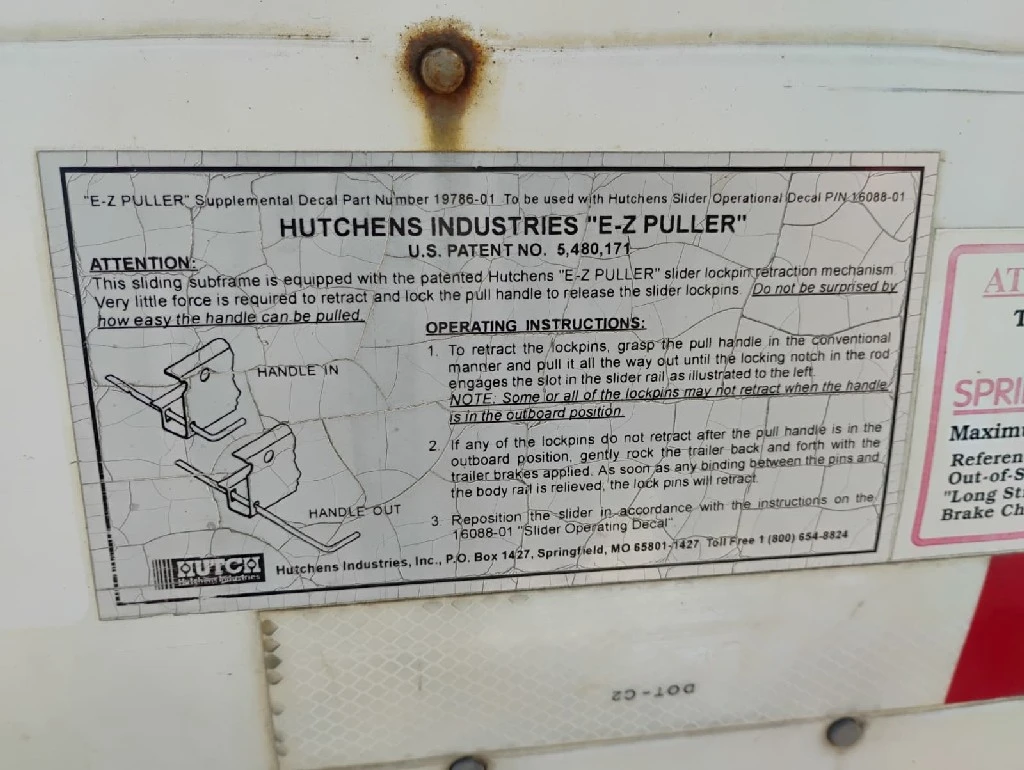 "E-Z PULLER" Supplemental Decal Part Number 19786-01 To be used with Hutchens Slider Operational Decal P/N 16088-01
HUTCHENS INDUSTRIES "E-Z PULLER"
U.S. PATENT NO. 5,480,171
ATTENTION:
This sliding subframe is equipped with the patented Hutchens "E-Z PULLER" slider lockpin retraction mechanism
Very little force is required to retract and lock the pull handle to release the slider lockpins. Do not be surprised by
how easy the handle can be pulled.
HANDLE IN
HANDLE OUT
OPERATING INSTRUCTIONS:
1. To retract the lockpins, grasp the pull handle in the conventional
manner and pull it all the way out until the locking notch in the rod
engages the slot in the slider rail as illustrated to the left.
NOTE: Some or all of the lockpins may not retract when the handle
is in the outboard position.
2. If any of the lockpins do not retract after the pull handle is in the
outboard position, gently rock the trailer back and forth with the
trailer brakes applied. As soon as any binding between the pins and
the body rail is relieved, the lock pins will retract.
3 Reposition the slider in accordance with the instructions on the
16088-01 "Slider Operating Decal".
HUTCH
Hutchens Industries
Hutchens Industries, Inc., P.O. Box 1427, Springfield, MO 65801-1427 Toll Free 1 (800) 654-8824
AT
T
SPRI
Maximu
Referen
Out-of-S
"Long St
Brake Ch
DOT-C2